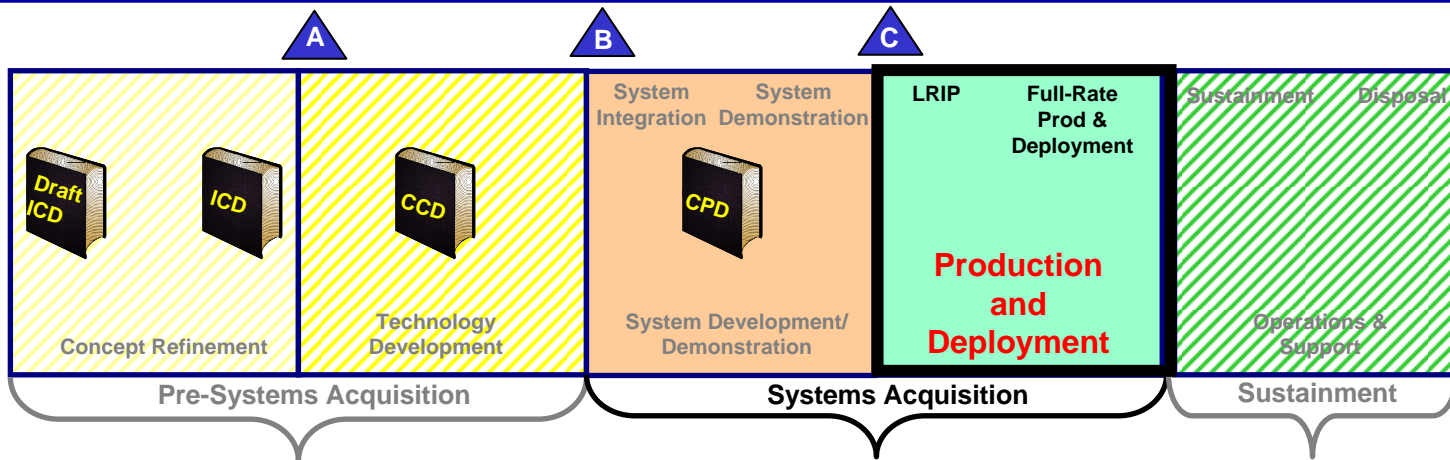 A
B
C
System
Integration
System
Demonstration
LRIP
Full-Rate
Prod &
Deployment
Sustainment
Disposal
Draft
ICD
ICD
CCD
CPD
Concept Refinement
Technology
Development
System Development/
Demonstration
Production
and
Deployment
Operations &
Support
Pre-Systems Acquisition
Systems Acquisition
Sustainment